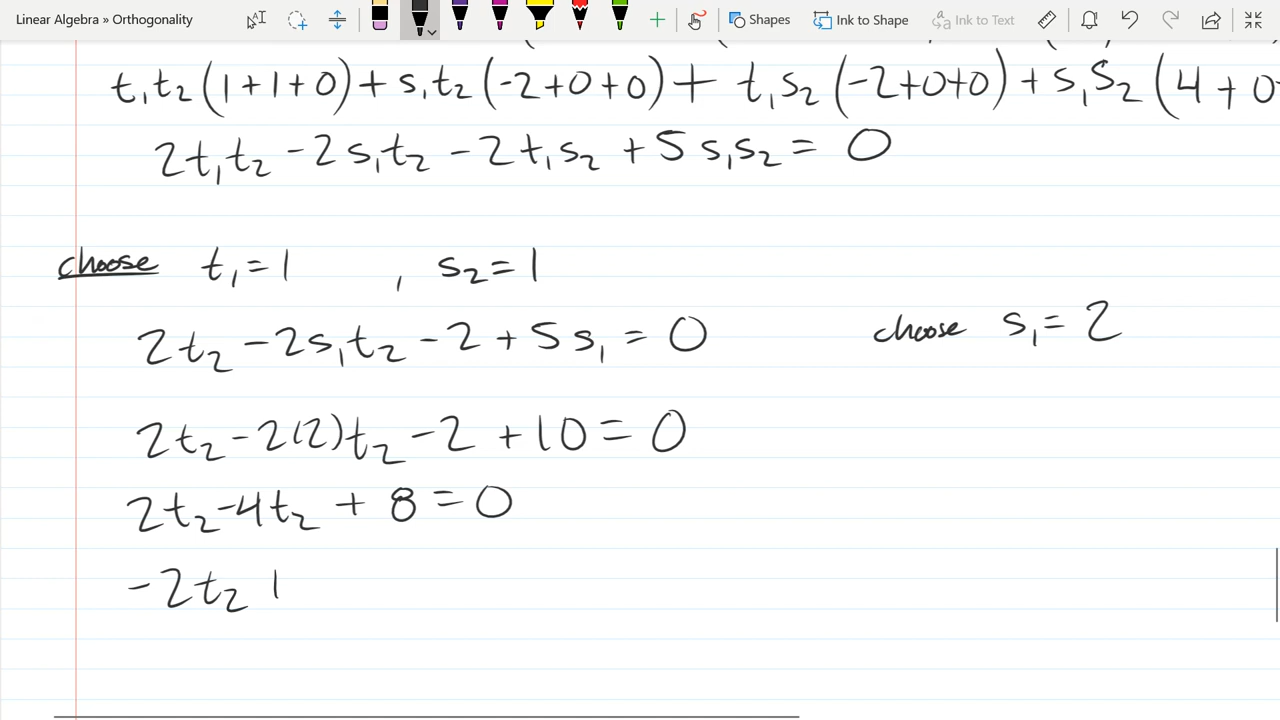 Linear Algebra » Orthogonality
Shapes
Ink to Shape
Ink to Text
t₁t₂(1+1+0)+s₁t₂(-2+0+0)+ t₁s₂(-2+0+0)+s₁s₂(4+0
2t₁t₂ -2s₁t₂ -2t₁s₂ +5s₁s₂= 0
choose t₁=1 , s₂=1
2t₂ -2s₁t₂ -2+5s₁ = 0 choose s₁= 2
2t₂ -2(2)t₂ -2 +10 = 0
2t₂ -4t₂ + 8 = 0
-2t₂